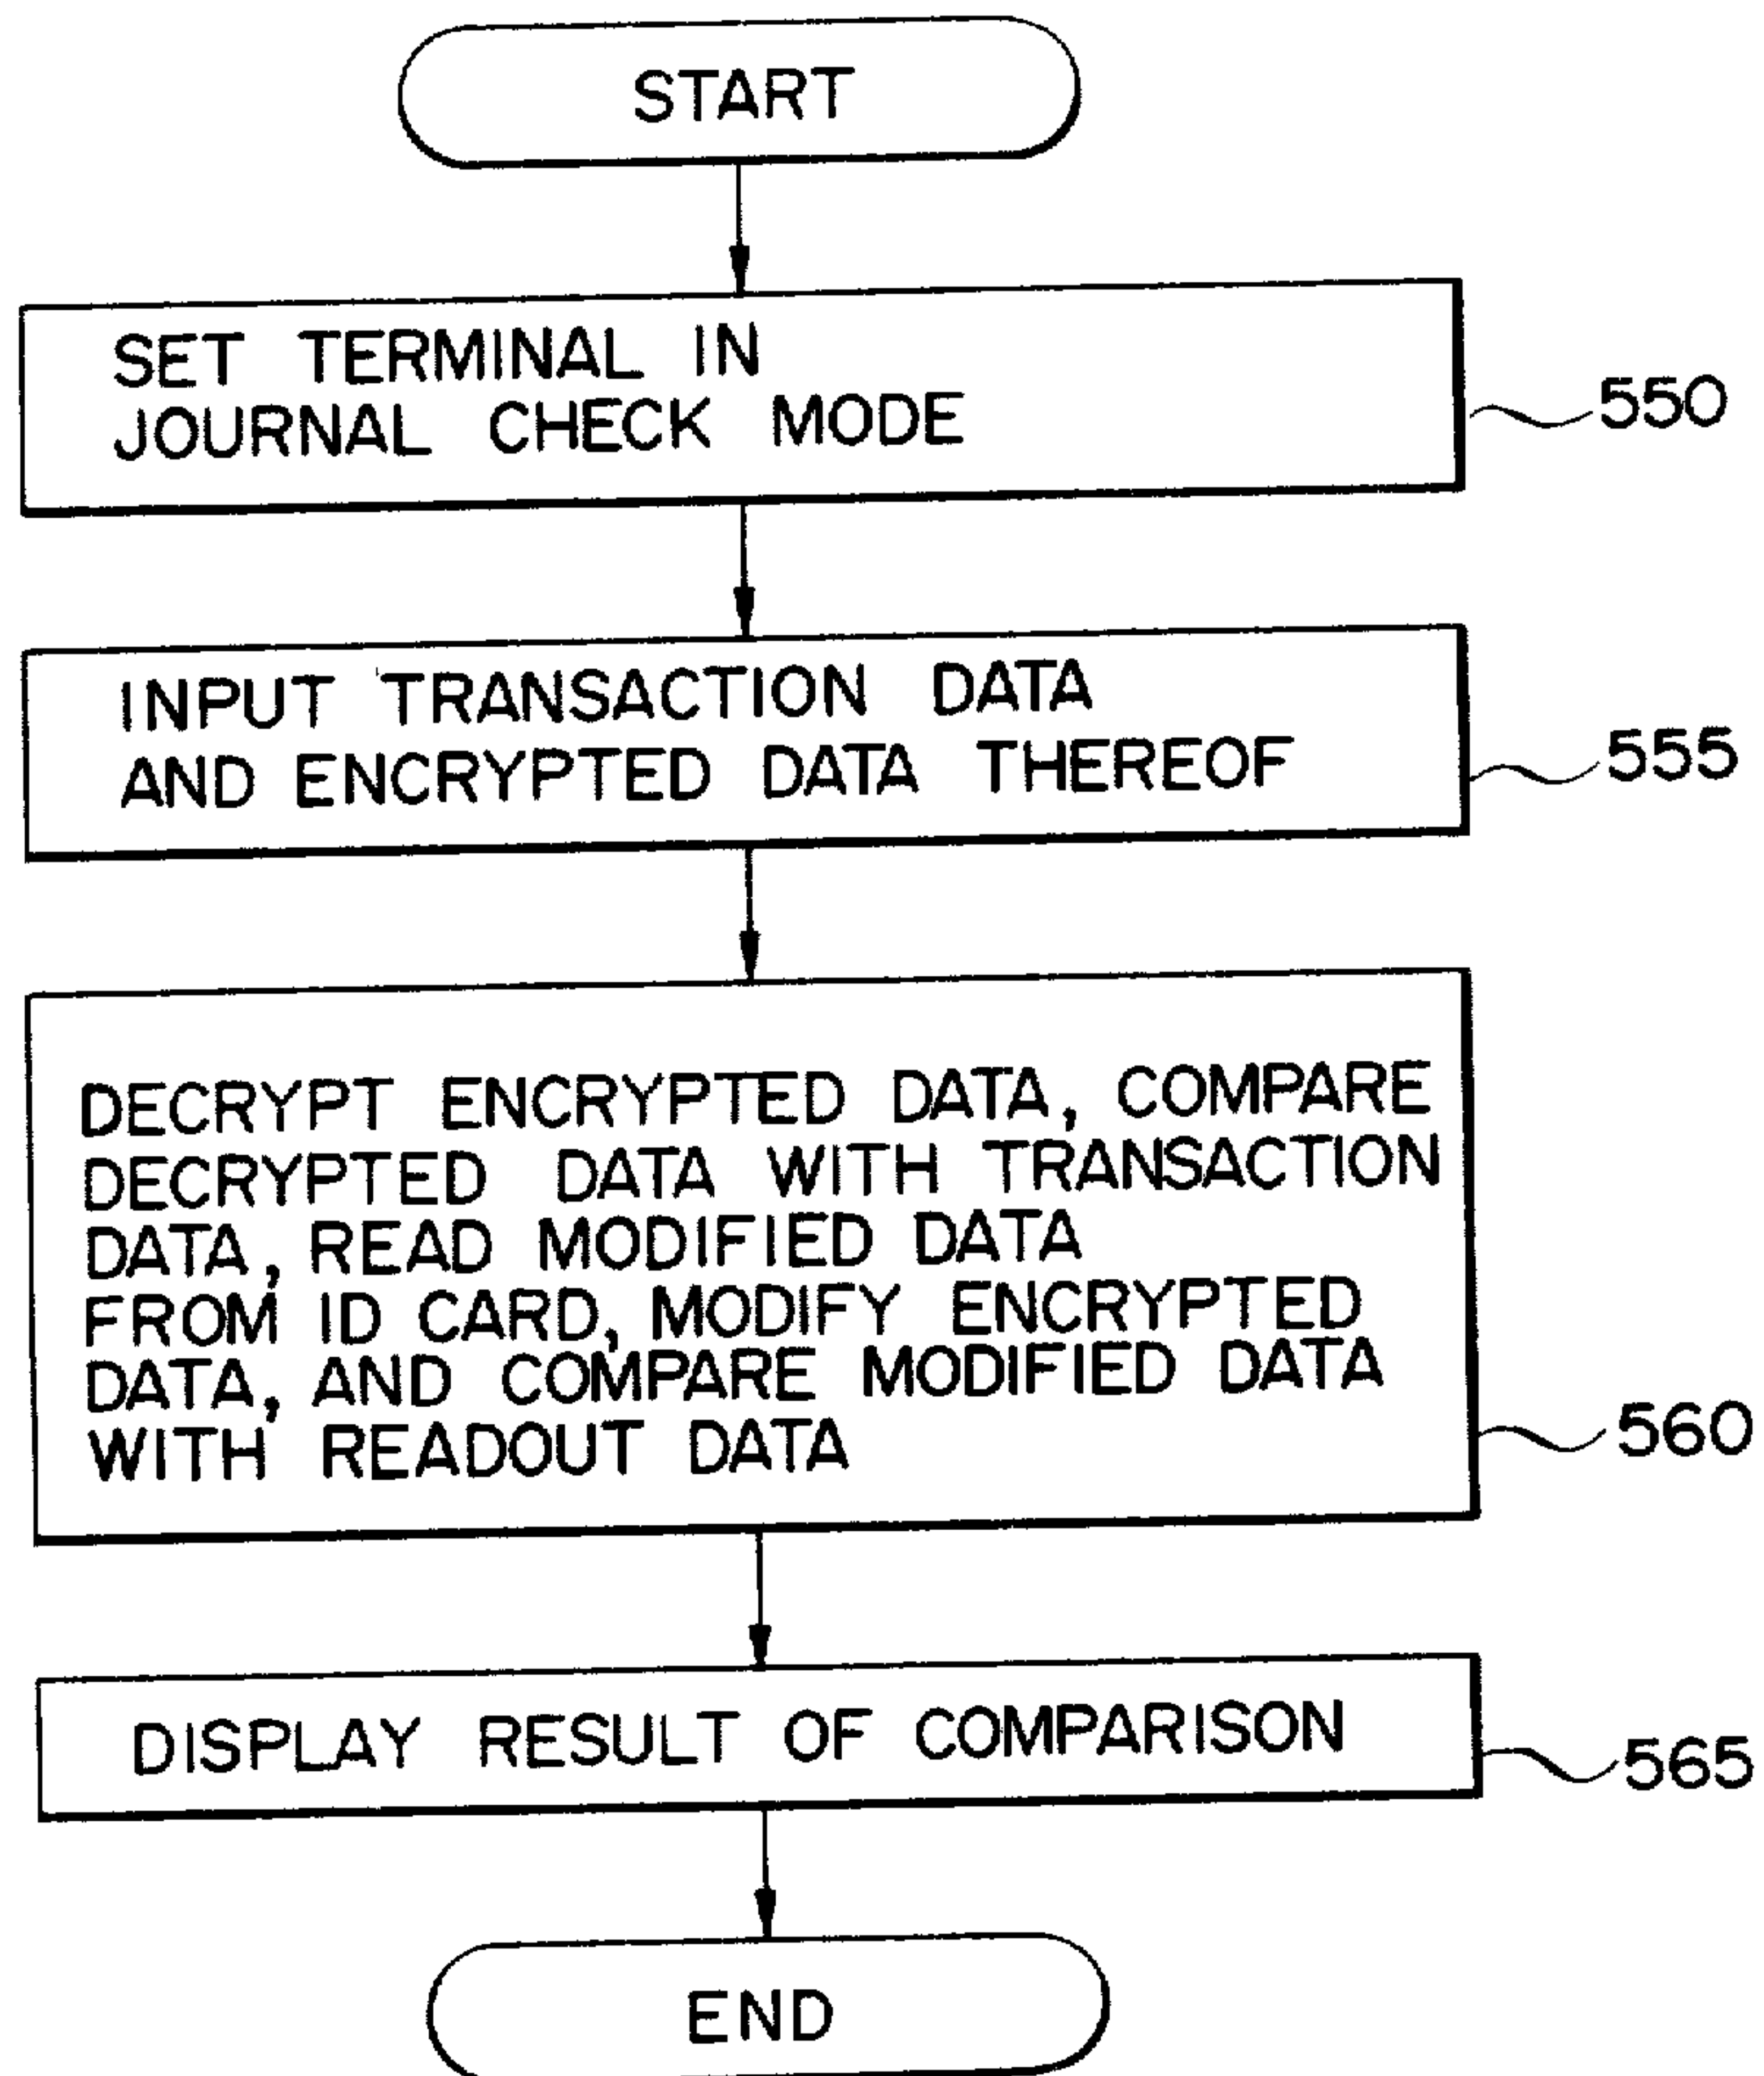 START
SET TERMINAL IN
JOURNAL CHECK MODE
550
INPUT TRANSACTION DATA
AND ENCRYPTED DATA THEREOF
555
DECRYPT ENCRYPTED DATA, COMPARE
DECRYPTED DATA WITH TRANSACTION
DATA, READ MODIFIED DATA
FROM ID CARD, MODIFY ENCRYPTED
DATA, AND COMPARE MODIFIED DATA
WITH READOUT DATA
560
DISPLAY RESULT OF COMPARISON
565
END